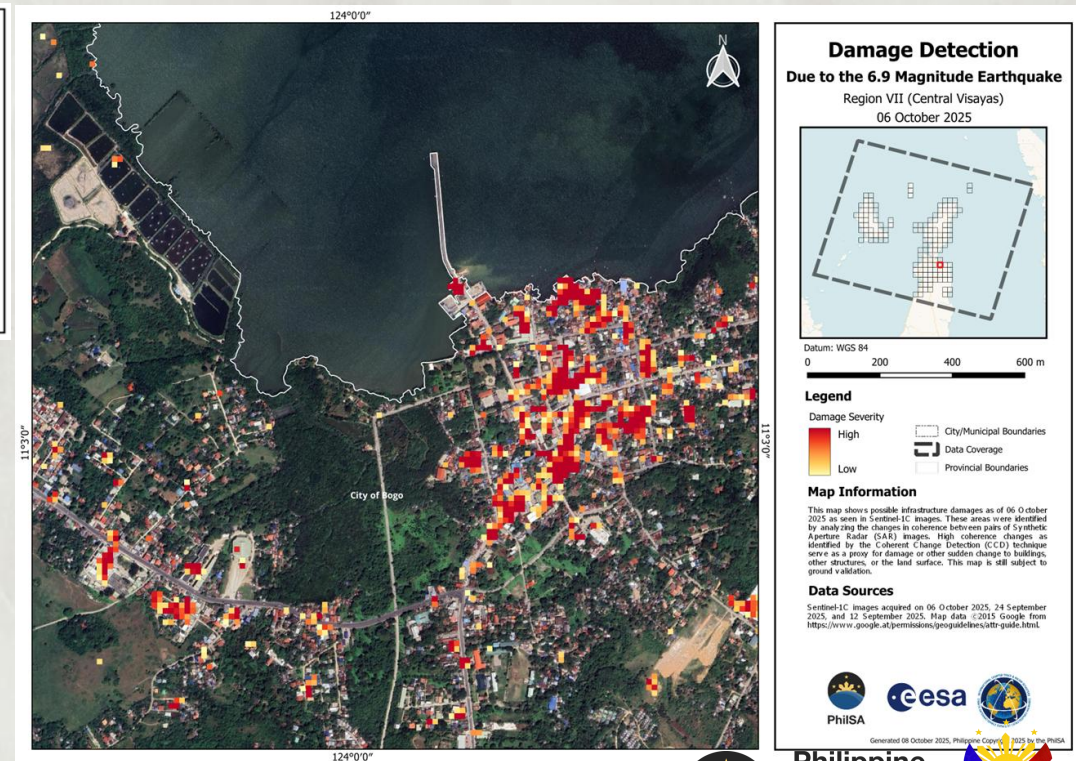 124°0′0″
N
11°3′0″
11°3′0″
City of Bogo
124°0′0″
Damage Detection
Due to the 6.9 Magnitude Earthquake
Region VII (Central Visayas)
06 October 2025
Datum: WGS 84
0 200 400 600 m
Legend
Damage Severity
High
Low
City/Municipal Boundaries
Data Coverage
Provincial Boundaries
Map Information
This map shows possible infrastructure damages as of 06 October
2025 as seen in Sentinel-1C images. These areas were identified
by analyzing the changes in coherence between pairs of Synthetic
Aperture Radar (SAR) images. High coherence changes as
identified by the Coherent Change Detection (CCD) technique
serve as a proxy for damage or other sudden change to buildings,
other structures, or the land surface. This map is still subject to
ground validation.
Data Sources
Sentinel-1C images acquired on 06 October 2025, 24 September
2025, and 12 September 2025. Map data ©2015 Google from
https://www.google.at/permissions/geoguidelines/attr-guide.html.
PhilSA
esa
Generated 08 October 2025, Philippine 2025 by the PhilSA
Philippine